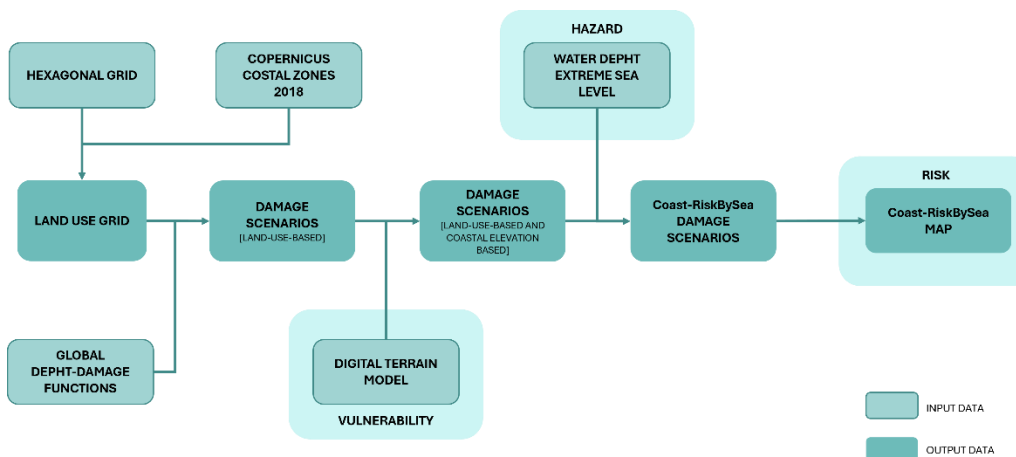 HAZARD
HEXAGONAL GRID
COPERNICUS
COSTAL ZONES
2018
WATER DEPHT
EXTREME SEA
LEVEL
RISK
LAND USE GRID
DAMAGE
SCENARIOS
[LAND-USE-BASED]
DAMAGE
SCENARIOS
[LAND-USE-BASED AND
COASTAL ELEVATION
BASED]
Coast-RiskBySea
DAMAGE
SCENARIOS
Coast-RiskBySea
MAP
GLOBAL
DEPHT-DAMAGE
FUNCTIONS
DIGITAL TERRAIN
MODEL
VULNERABILITY
INPUT DATA
OUTPUT DATA